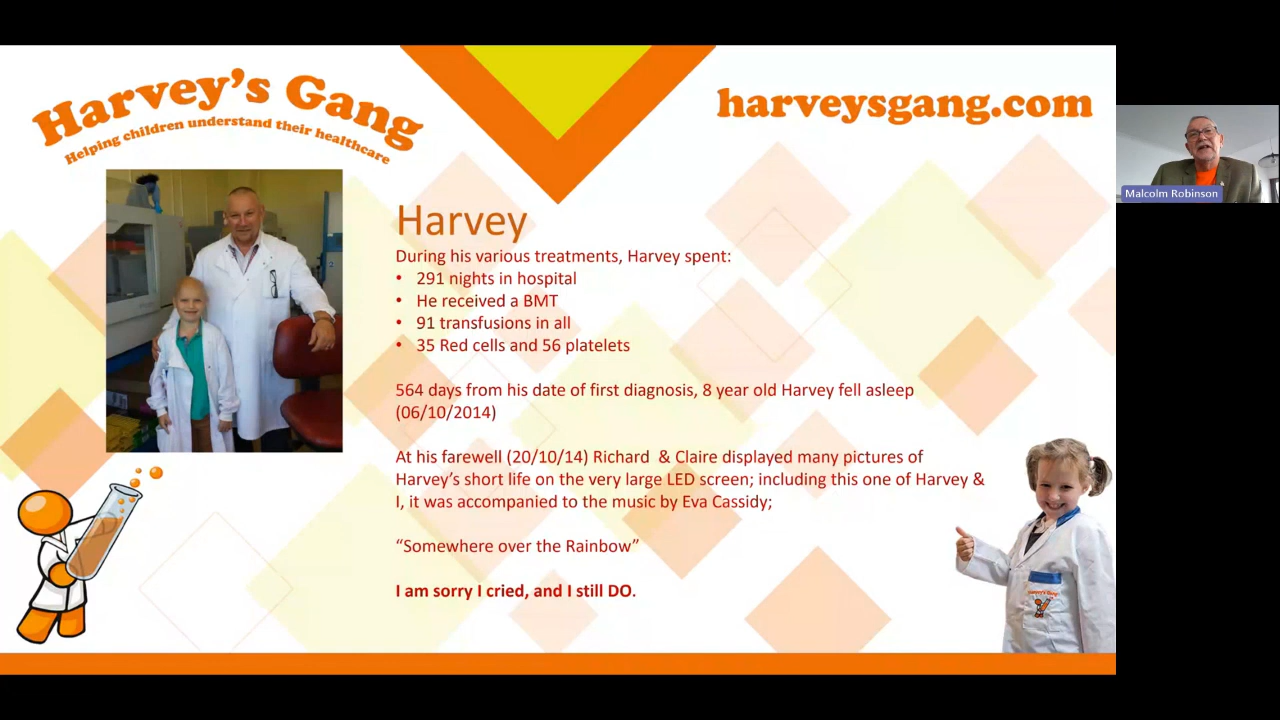 Harvey's Gang
Helping children understand their healthcare
harveysgang.com
Malcolm Robinson
Harvey
During his various treatments, Harvey spent:
• 291 nights in hospital
• He received a BMT
• 91 transfusions in all
• 35 Red cells and 56 platelets
564 days from his date of first diagnosis, 8 year old Harvey fell asleep
(06/10/2014)
At his farewell (20/10/14) Richard & Claire displayed many pictures of
Harvey's short life on the very large LED screen; including this one of Harvey &
I, it was accompanied to the music by Eva Cassidy;
“Somewhere over the Rainbow”
I am sorry I cried, and I still DO.
Harvey's Gang